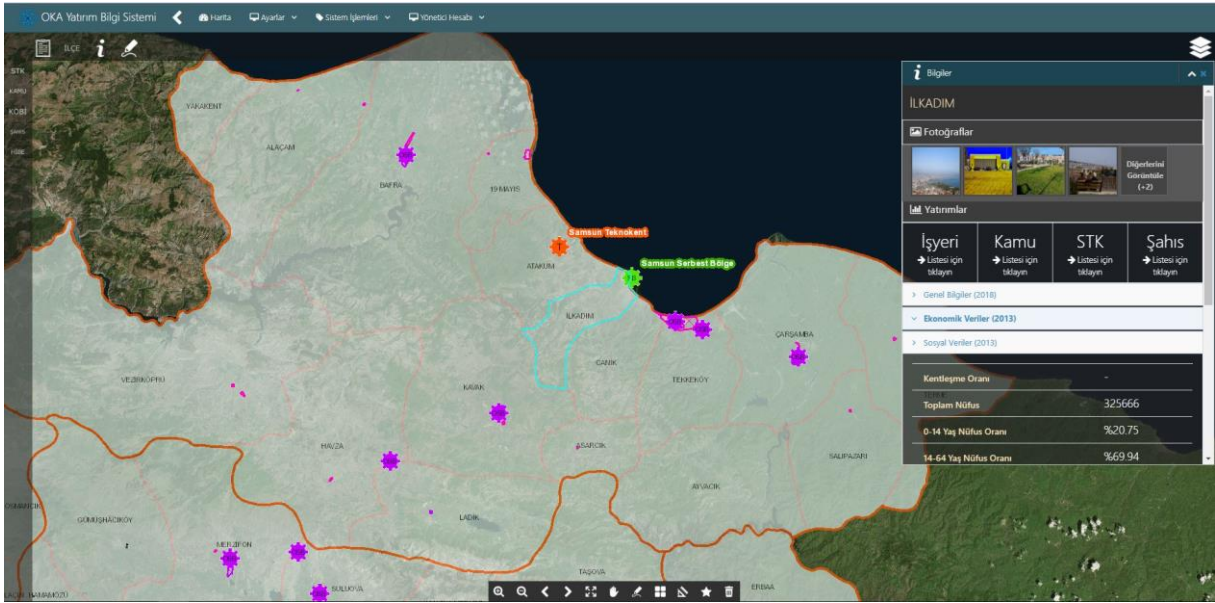 OKA Yatırım Bilgi Sistemi
Harita
Ayarlar
Sistem İşlemleri
Yönetici Hesabı
İLÇE
STK
KAMU
KOBİ
ŞAHIS
YAKAKENT
ALAÇAM
BAFRA
19 MAYIS
Samsun Teknokent
T
ATAKUM
Samsun Serbest Bölge
İLKADIM
ÇARŞAMBA
CANİK
TEKKEKÖY
VEZİRKÖPRÜ
KAVAK
HAVZA
ASARCIK
SALIPAZARI
AYVACIK
LADİK
GÜMÜŞHACIKÖY
MERZİFON
SULUOVA
TAŞOVA
ERBAA
HAMAMÖZÜ
Bilgiler
İLKADIM
Fotoğraflar
Diğerlerini
Görüntüle
(+2)
Yatırımlar
İşyeri
Listesi için
tıklayın
Kamu
Listesi için
tıklayın
STK
Listesi için
tıklayın
Şahıs
Listesi için
tıklayın
Genel Bilgiler (2018)
Ekonomik Veriler (2013)
Sosyal Veriler (2013)
Kentleşme Oranı -
TERME
Toplam Nüfus 325666
0-14 Yaş Nüfus Oranı %20.75
14-64 Yaş Nüfus Oranı %69.94